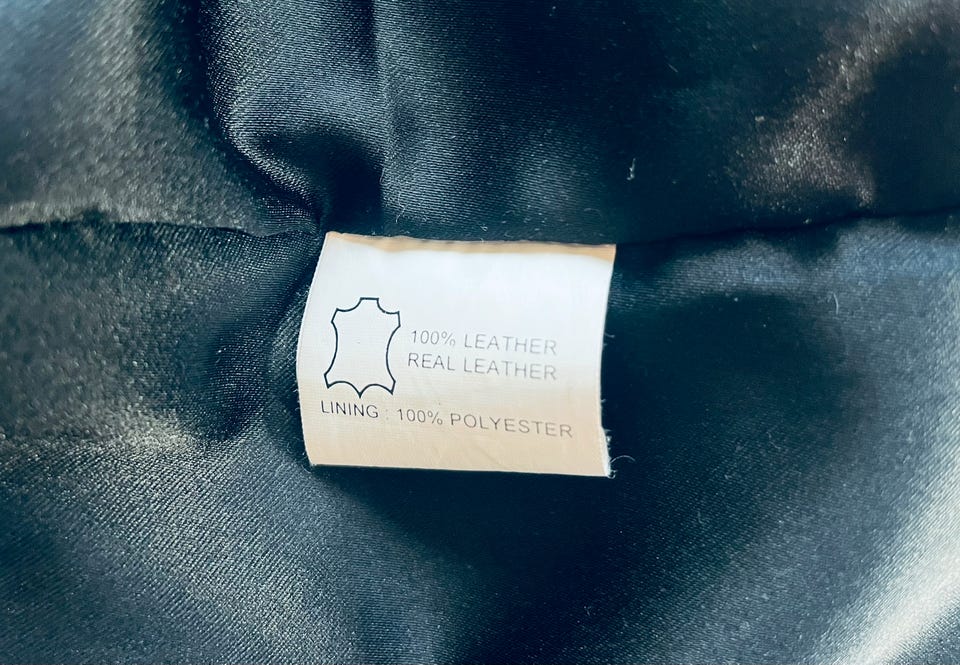 100% LEATHER
REAL LEATHER
LINING : 100% POLYESTER